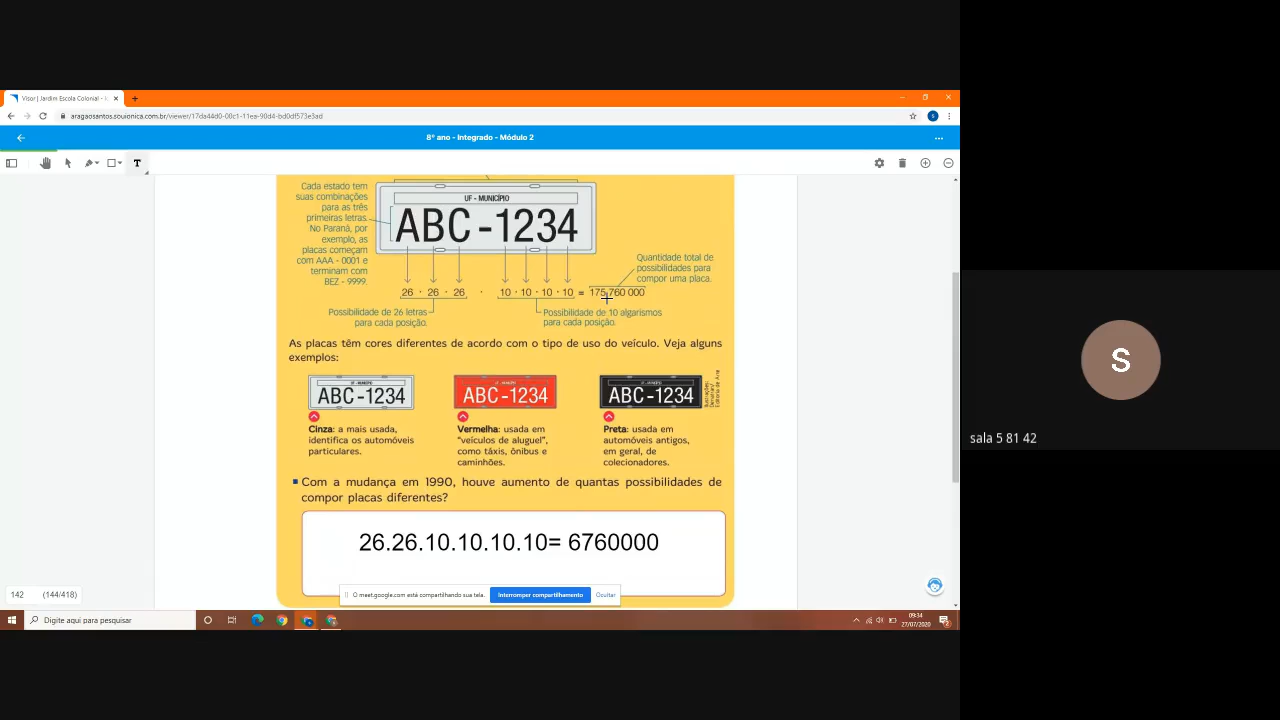 Visor | Jardim Escola Colonial - I
aragaosantos.souionica.com.br/viewer/17da44d0-00c1-11ea-90d4-bd0df573e3ad
8º ano - Integrado - Módulo 2
T
Cada estado tem
suas combinações
para as três
primeiras letras.
No Paraná, por
exemplo, as
placas começam
com AAA - 0001 e
terminam com
BEZ - 9999.
UF - MUNICÍPIO
ABC -1234
Quantidade total de
possibilidades para
compor uma placa.
26 · 26 · 26 · 10 · 10 · 10 · 10 = 175 760 000
Possibilidade de 26 letras
para cada posição.
Possibilidade de 10 algarismos
para cada posição.
As placas têm cores diferentes de acordo com o tipo de uso do veículo. Veja alguns
exemplos:
UF - MUNICÍPIO
ABC -1234
UF - MUNICÍPIO
ABC -1234
UF - MUNICÍPIO
ABC -1234
Cinza: a mais usada,
identifica os automóveis
particulares.
Vermelha: usada em
"veículos de aluguel",
como táxis, ônibus e
caminhões.
Preta: usada em
automóveis antigos,
em geral, de
colecionadores.
Com a mudança em 1990, houve aumento de quantas possibilidades de
compor placas diferentes?
26.26.10.10.10.10= 6760000
142 (144/418)
O meet.google.com está compartilhando sua tela.
Interromper compartilhamento
Ocultar
Digite aqui para pesquisar
09:34
27/07/2020
S
sala 5 81 42